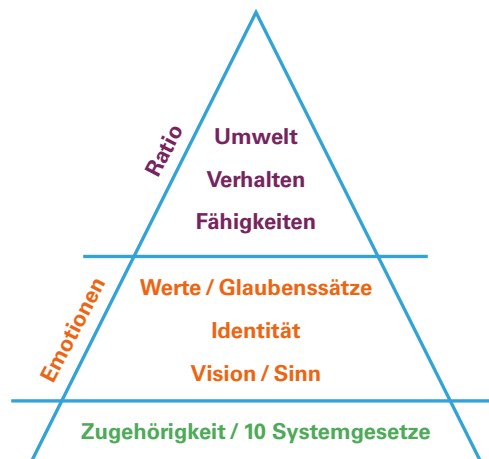 Ratio
Umwelt
Verhalten
Fähigkeiten
Emotionen
Werte / Glaubenssätze
Identität
Vision / Sinn
Zugehörigkeit / 10 Systemgesetze